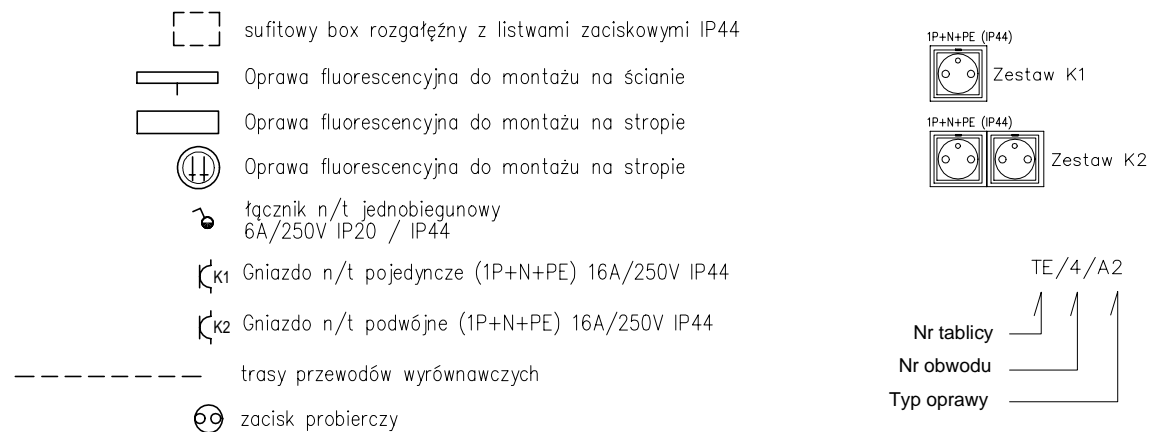 sufitowy box rozgałęźny z listwami zaciskowymi IP44
Oprawa fluorescencyjna do montażu na ścianie
Oprawa fluorescencyjna do montażu na stropie
Oprawa fluorescencyjna do montażu na stropie
łącznik n/t jednobiegunowy
6A/250V IP20 / IP44
K1 Gniazdo n/t pojedyncze (1P+N+PE) 16A/250V IP44
K2 Gniazdo n/t podwójne (1P+N+PE) 16A/250V IP44
trasy przewodów wyrównawczych
zacisk probierczy
1P+N+PE (IP44)
Zestaw K1
1P+N+PE (IP44)
Zestaw K2
TE/4/A2
Nr tablicy
Nr obwodu
Typ oprawy